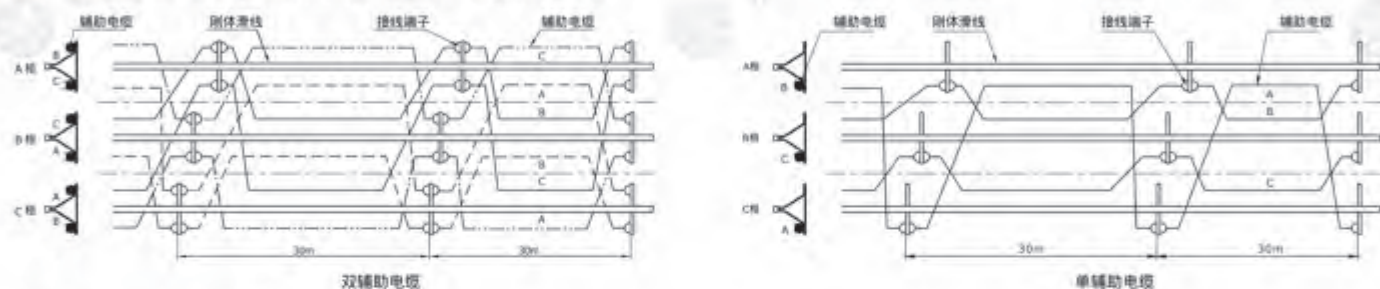 辅助电缆 刚体滑线 接线端子 辅助电缆
A相 B C
C
A
B
B相 C A
B
C
C相 A B
A
30m 30m
双辅助电缆
辅助电缆 刚体滑线 接线端子 辅助电缆
A相 B
A
B
B相 C
C
C相 A
30m 30m
单辅助电缆